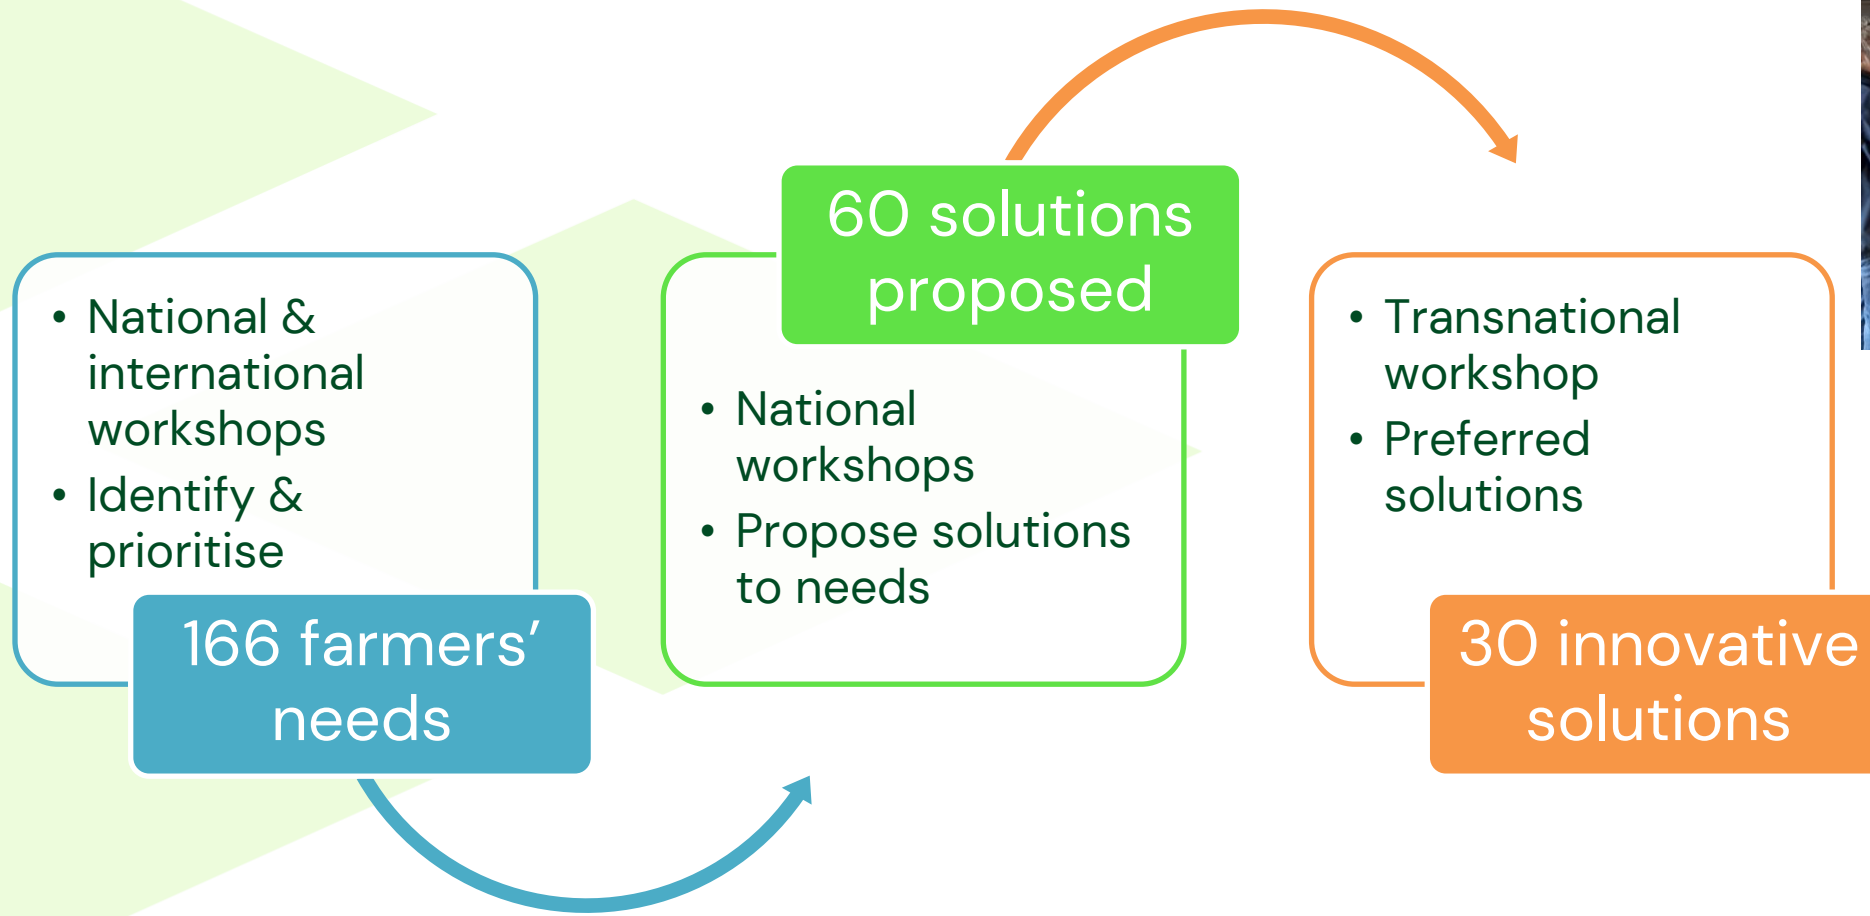 • National &
international
workshops
• Identify &
prioritise
166 farmers’
needs
60 solutions
proposed
• National
workshops
• Propose solutions
to needs
• Transnational
workshop
• Preferred
solutions
30 innovative
solutions